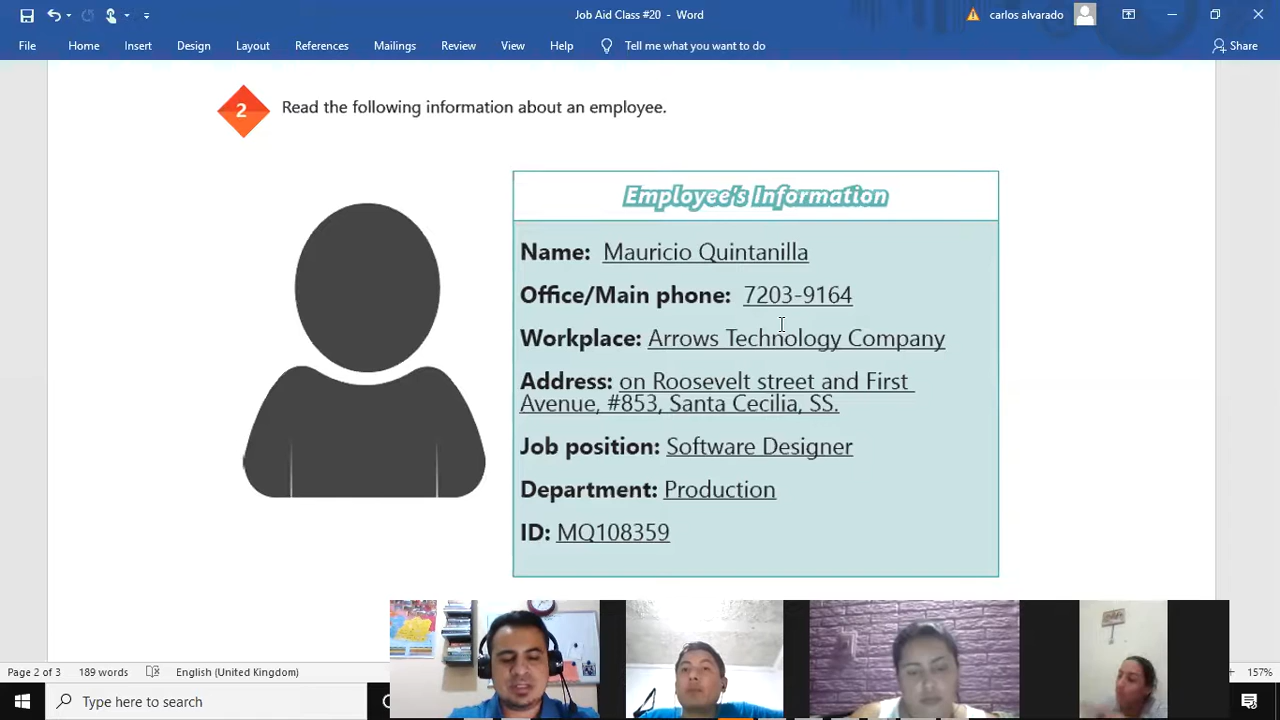 Job Aid Class #20 - Word
carlos alvarado
File Home Insert Design Layout References Mailings Review View Help Tell me what you want to do Share
2 Read the following information about an employee.
Employee's Information
Name: Mauricio Quintanilla
Office/Main phone: 7203-9164
Workplace: Arrows Technology Company
Address: on Roosevelt street and First
Avenue, #853, Santa Cecilia, SS.
Job position: Software Designer
Department: Production
ID: MQ108359
Page 2 of 3 189 words English (United Kingdom) 157%
Type here to search